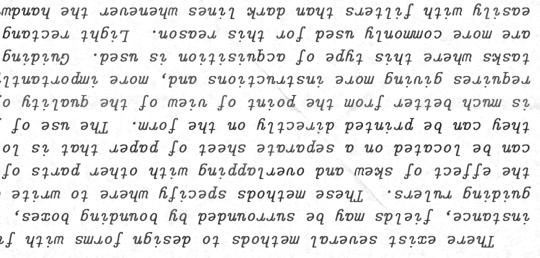 There exist several methods to design forms with
instance, fields may be surrounded by bounding boxes,
guiding rulers. These methods specify where to write
the effect of skew and overlapping with other parts of
can be located on a separate sheet of paper that is lo
they can be printed directly on the form. The use of
is much better from the point of view of the quality o
requires giving more instructions and, more importantl
tasks where this type of acquisition is used. Guiding
are more commonly used for this reason. Light rectang
easily with filters than dark lines whenever the handw